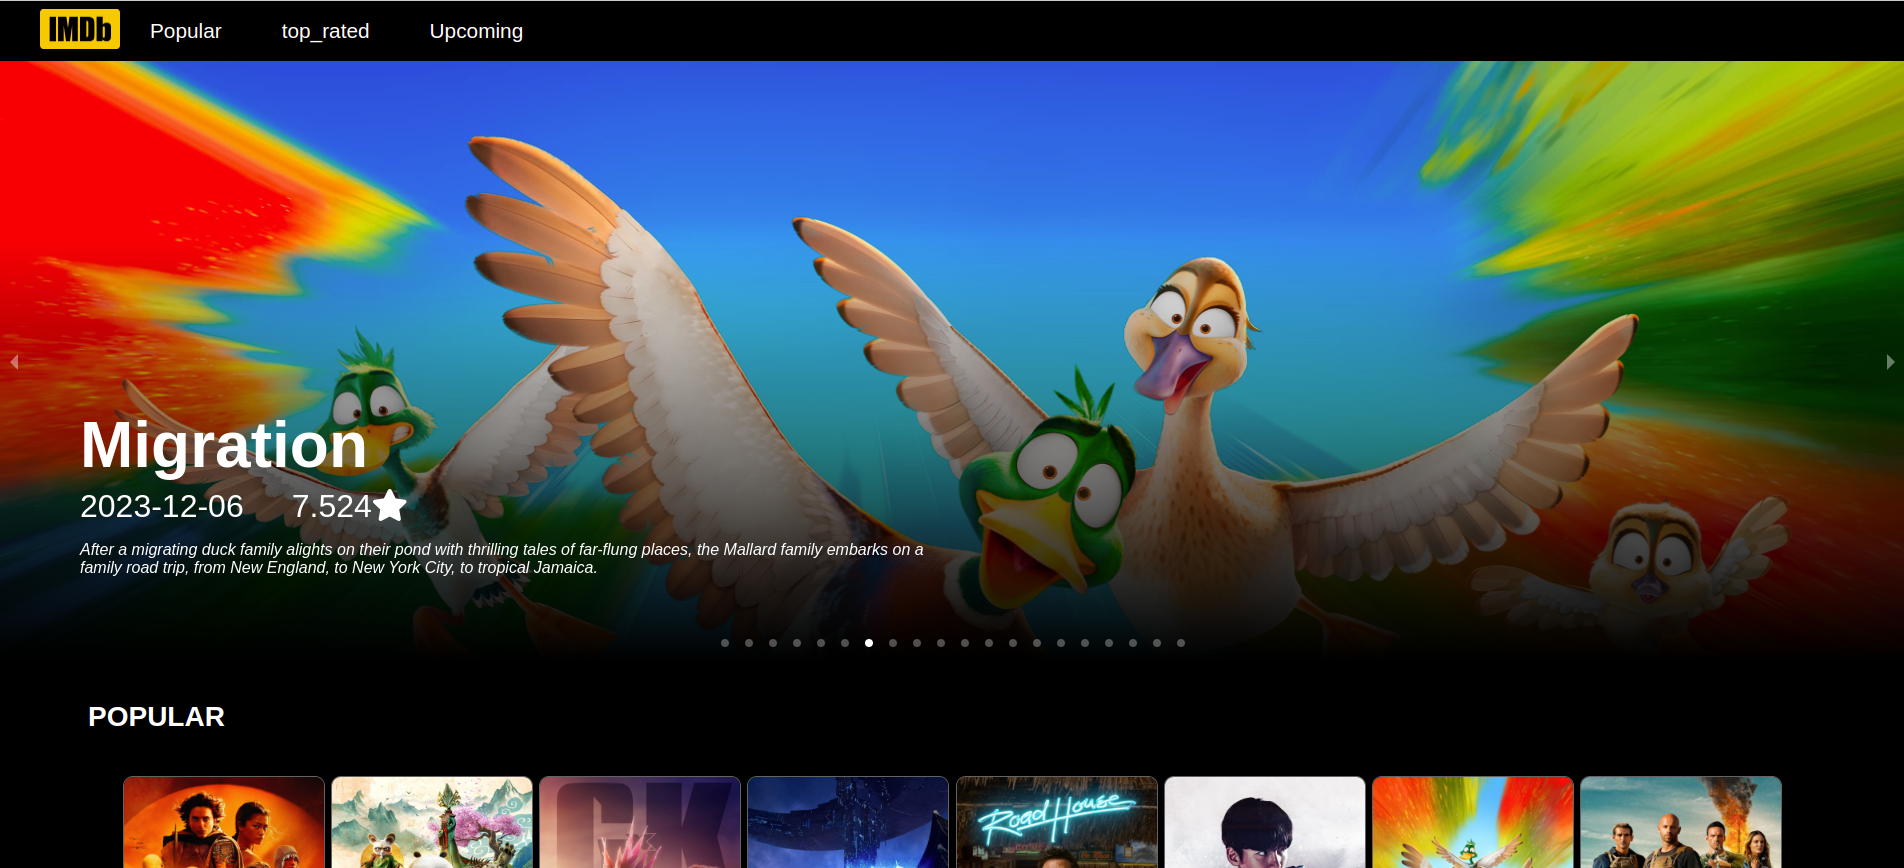 IMDb
Popular
top_rated
Upcoming
Migration
2023-12-06 7.524
After a migrating duck family alights on their pond with thrilling tales of far-flung places, the Mallard family embarks on a
family road trip, from New England, to New York City, to tropical Jamaica.
POPULAR
CK
Road House